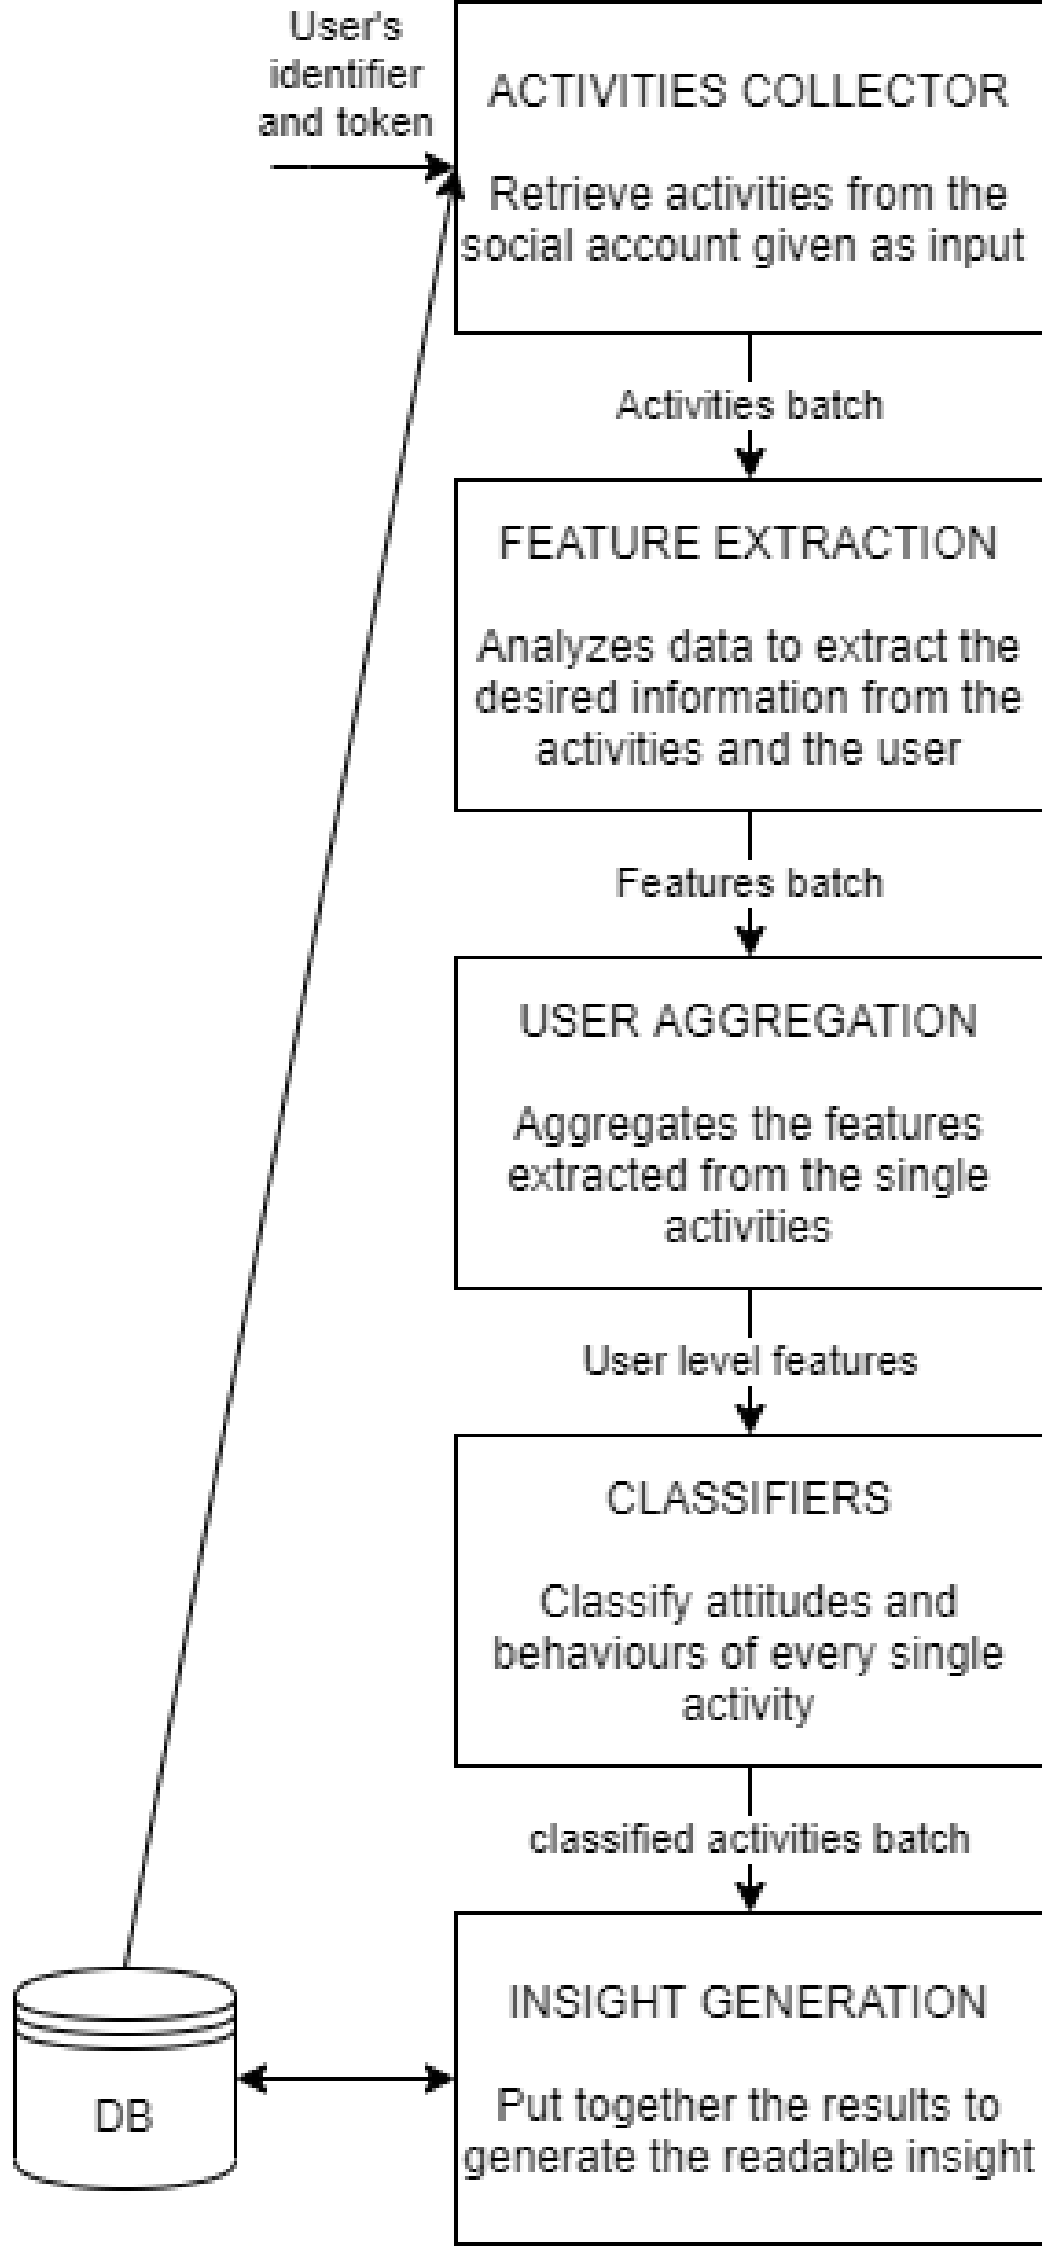 User's
identifier
and token
ACTIVITIES COLLECTOR
Retrieve activities from the
social account given as input
Activities batch
FEATURE EXTRACTION
Analyzes data to extract the
desired information from the
activities and the user
Features batch
USER AGGREGATION
Aggregates the features
extracted from the single
activities
User level features
CLASSIFIERS
Classify attitudes and
behaviours of every single
activity
classified activities batch
INSIGHT GENERATION
Put together the results to
generate the readable insight
DB